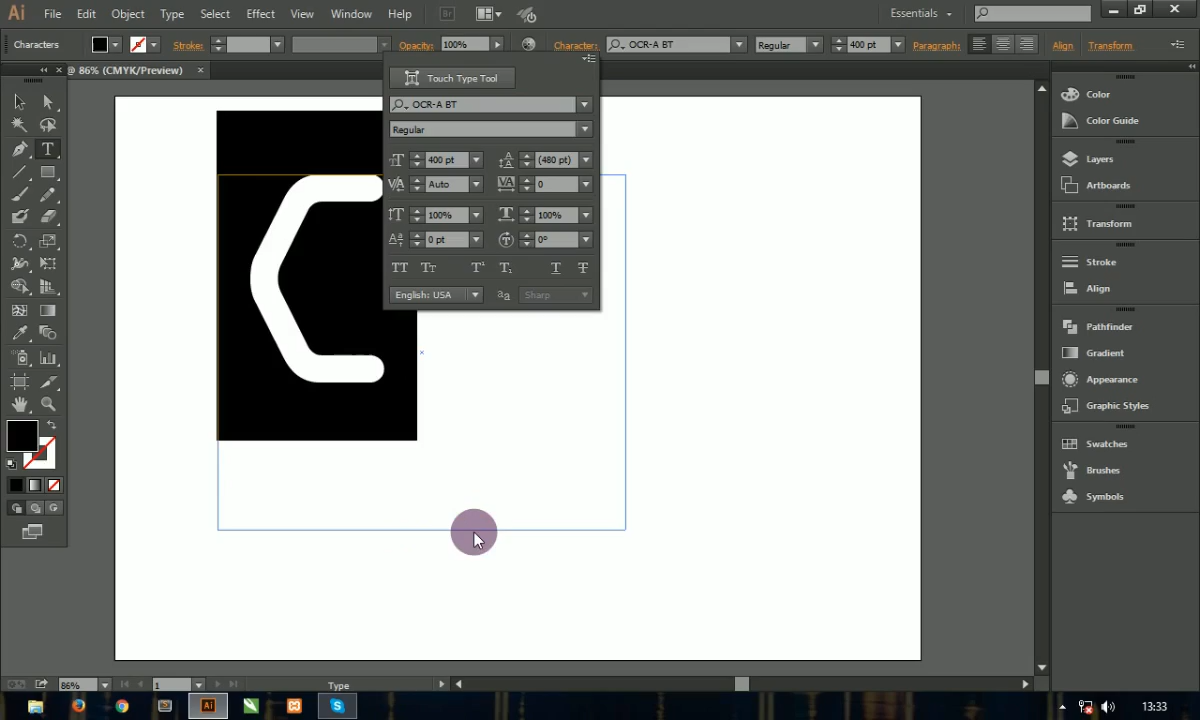 Ai File Edit Object Type Select Effect View Window Help Br Essentials
Characters Stroke: Opacity: 100% Character: OCR-A BT Regular 400 pt Paragraph: Align Transform
@ 86% (CMYK/Preview) ×
Touch Type Tool
OCR-A BT
Regular
400 pt (480 pt)
Auto 0
100% 100%
0 pt 0°
English: USA Sharp
C
Color
Color Guide
Layers
Artboards
Transform
Stroke
Align
Pathfinder
Gradient
Appearance
Graphic Styles
Swatches
Brushes
Symbols
86% 1 Type
Ai 13:33